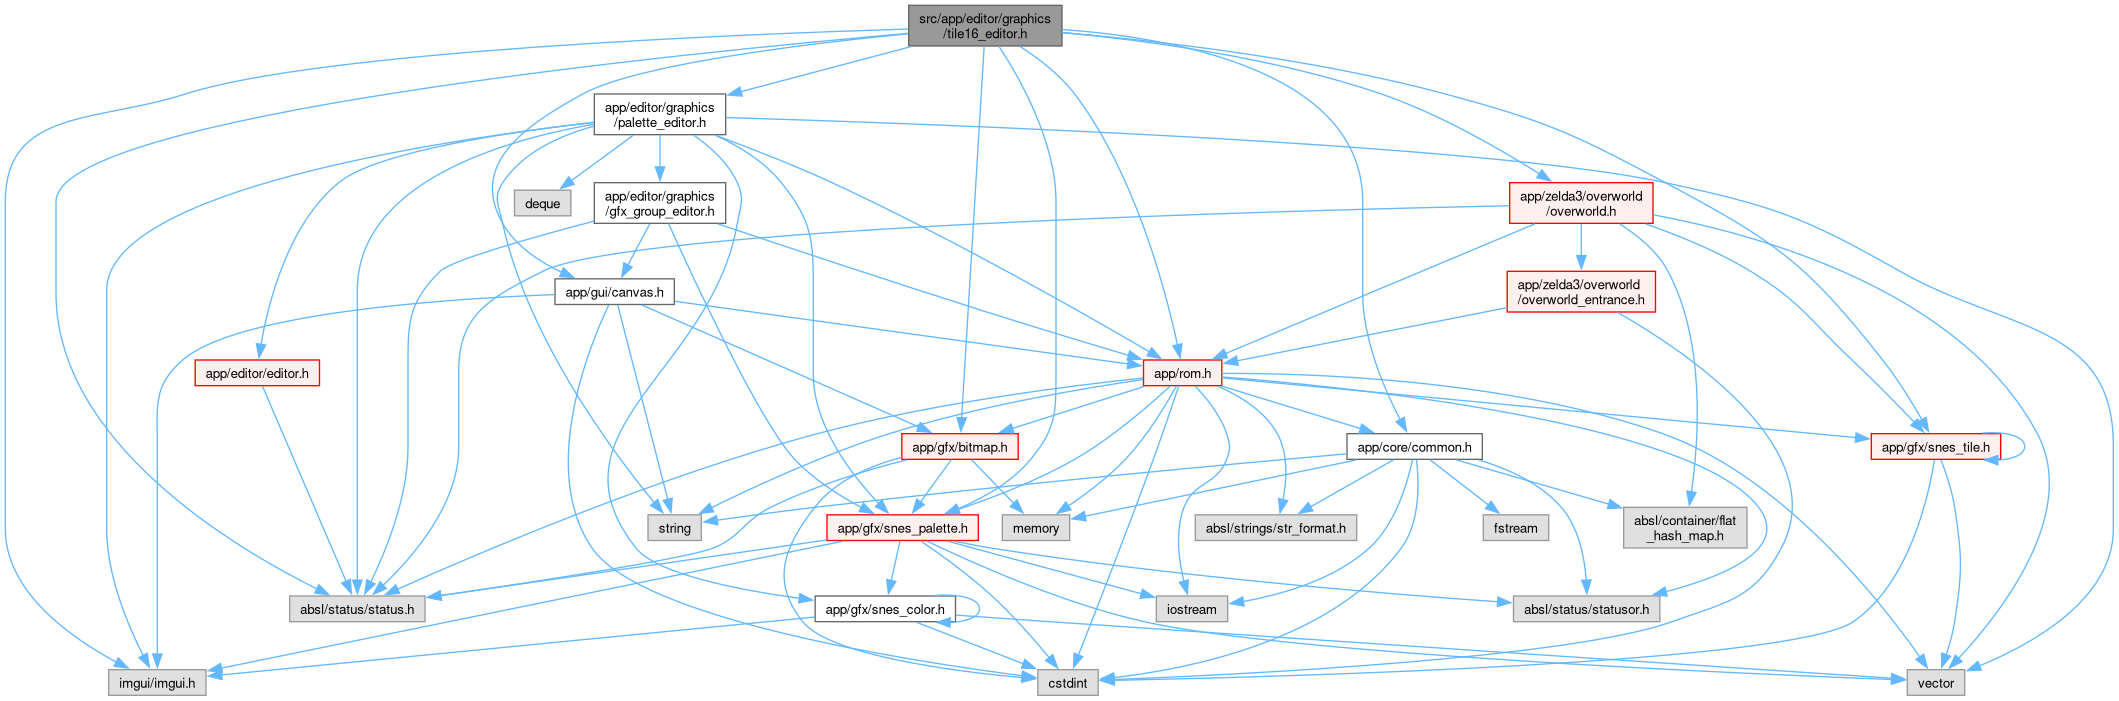 src/app/editor/graphics
/tile16_editor.h
app/editor/graphics
/palette_editor.h
deque
app/editor/graphics
/gfx_group_editor.h
app/zelda3/overworld
/overworld.h
app/gui/canvas.h
app/zelda3/overworld
/overworld_entrance.h
app/editor/editor.h
app/rom.h
app/gfx/bitmap.h
app/core/common.h
app/gfx/snes_tile.h
string
app/gfx/snes_palette.h
memory
absl/strings/str_format.h
fstream
absl/container/flat
_hash_map.h
absl/status/status.h
app/gfx/snes_color.h
iostream
absl/status/statusor.h
imgui/imgui.h
cstdint
vector